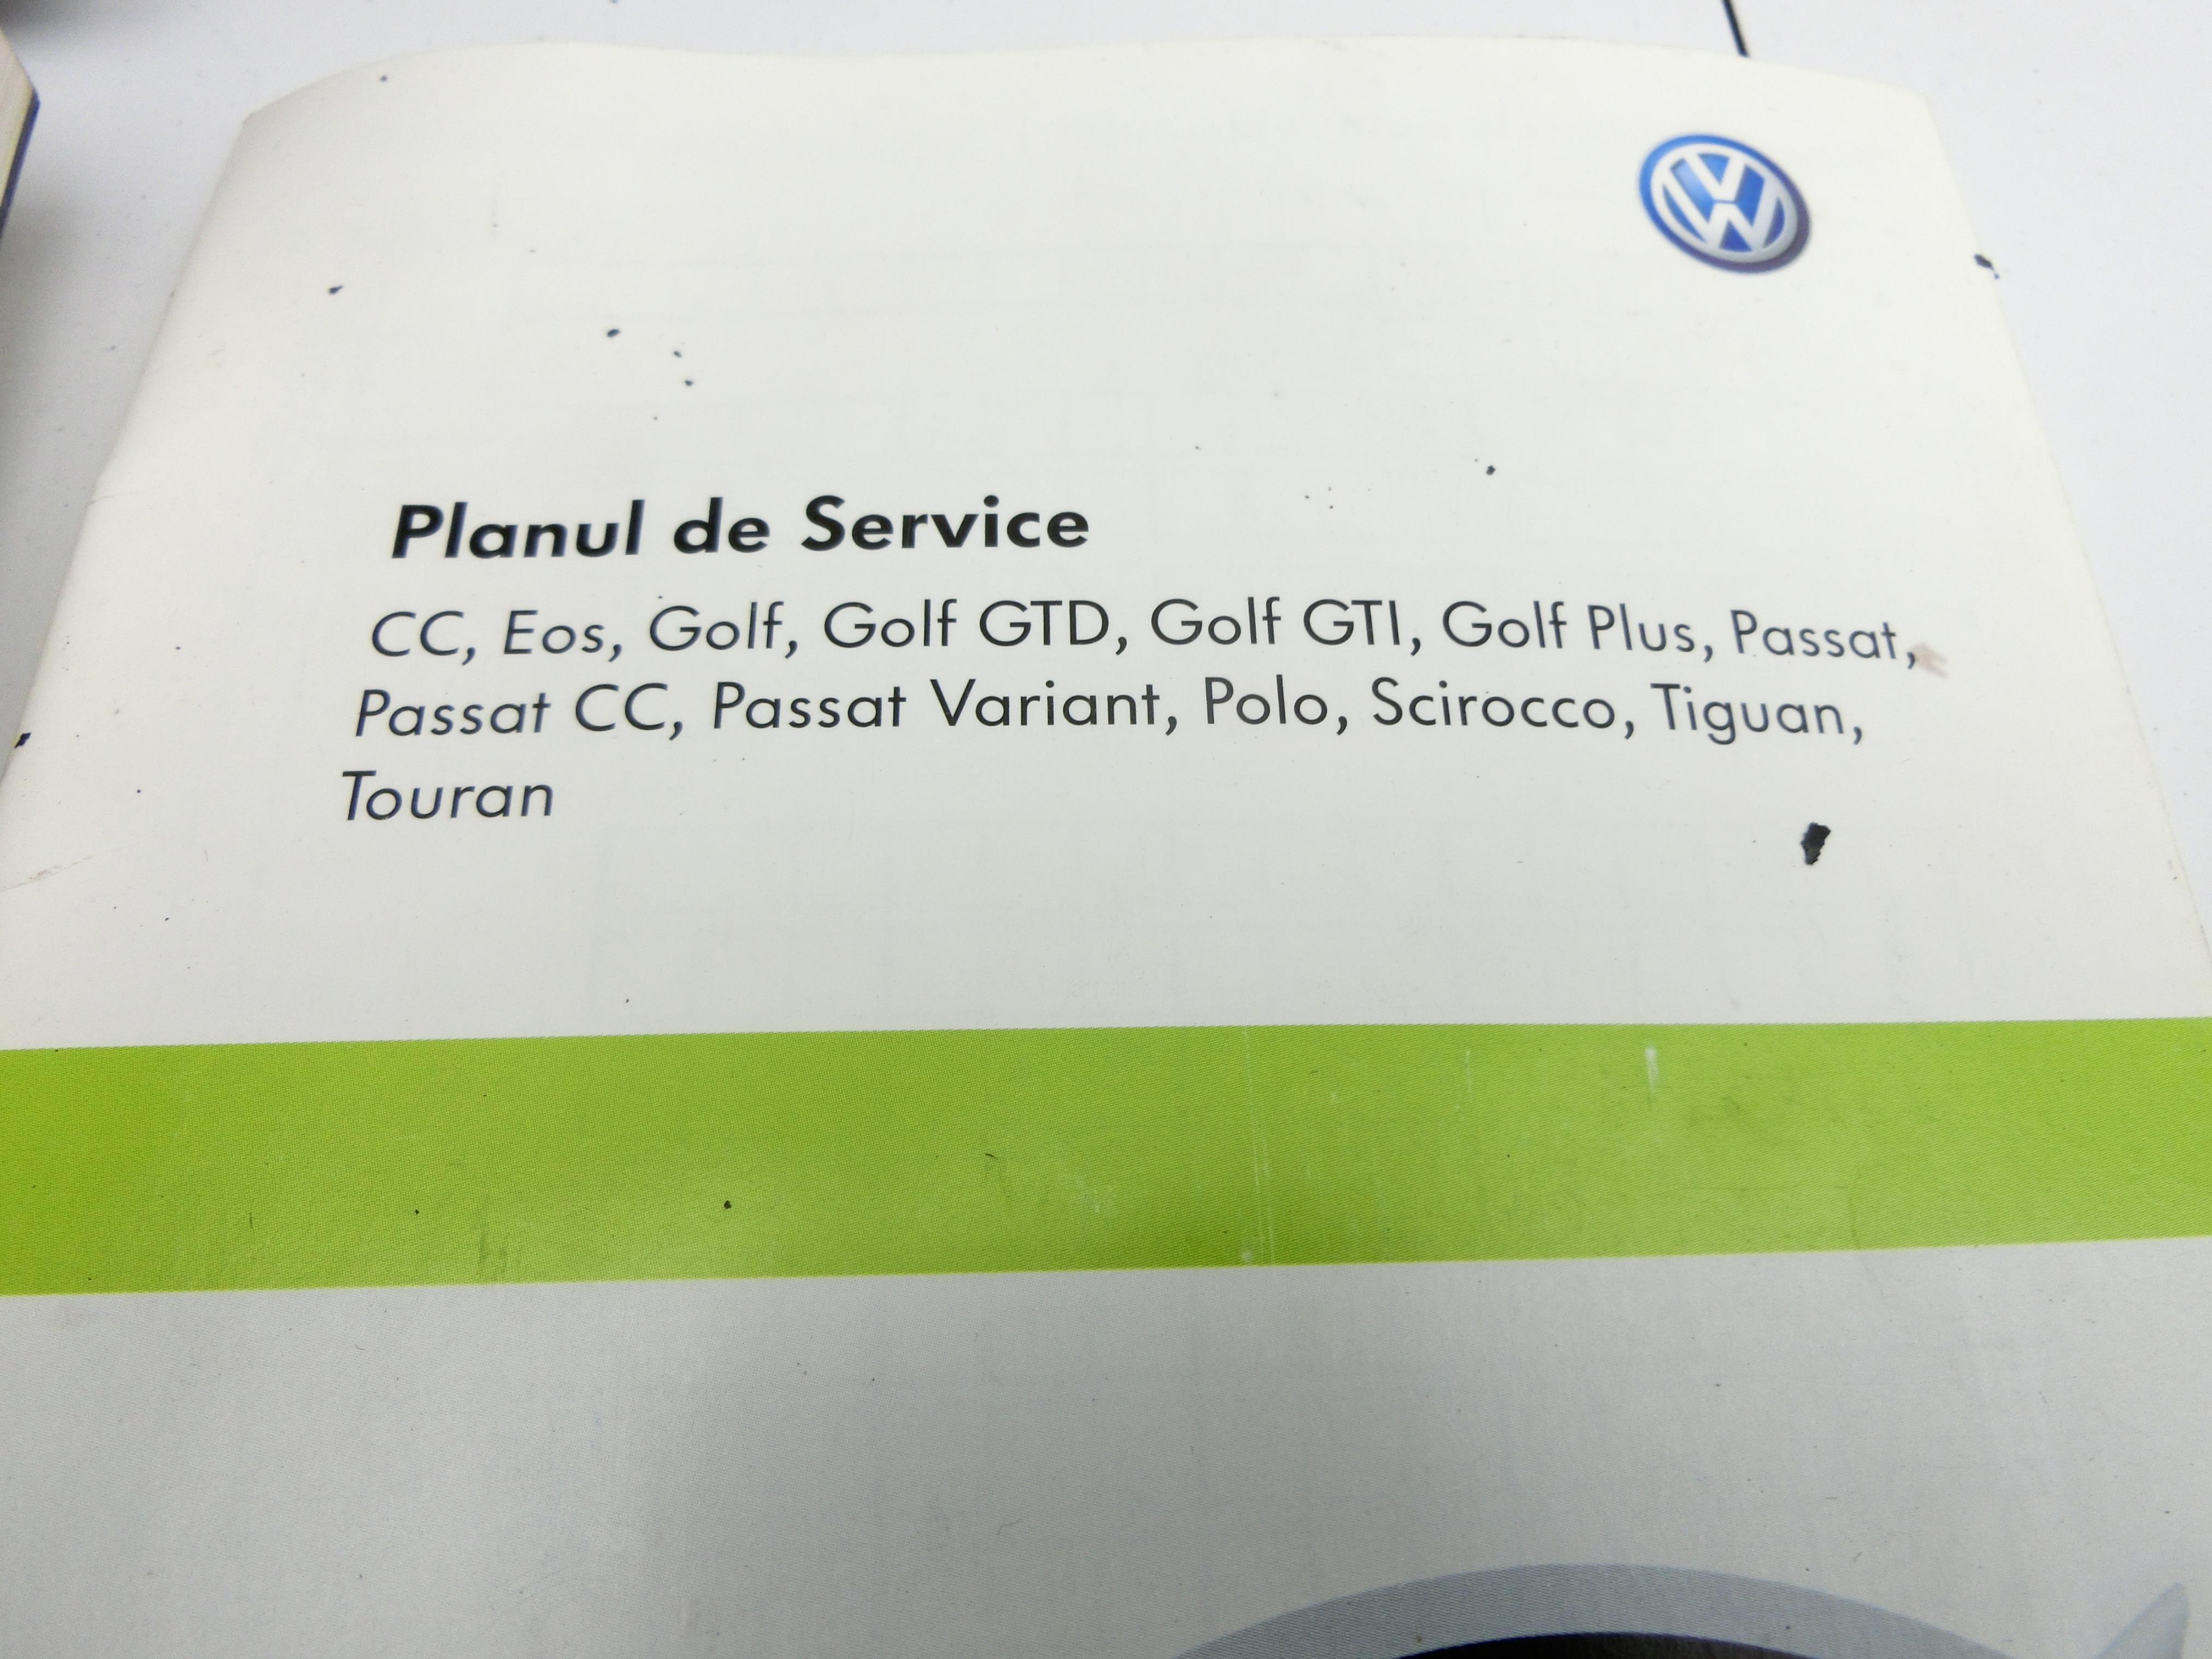 Planul de Service
CC, Eos, Golf, Golf GTD, Golf GTI, Golf Plus, Passat,
Passat CC, Passat Variant, Polo, Scirocco, Tiguan,
Touran